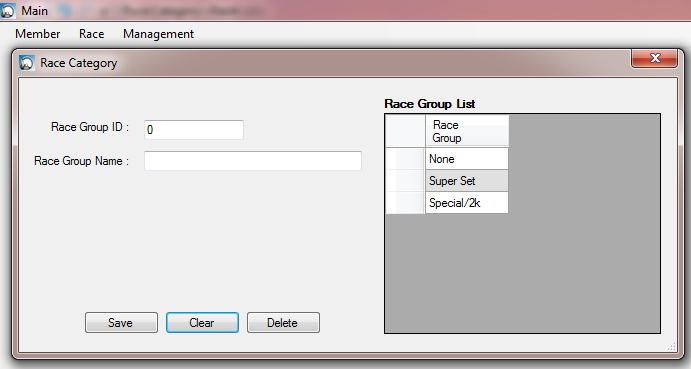 Main
Member Race Management
Race Category
Race Group ID : 0
Race Group Name :
Save Clear Delete
Race Group List
Race
Group
None
Super Set
Special/2k